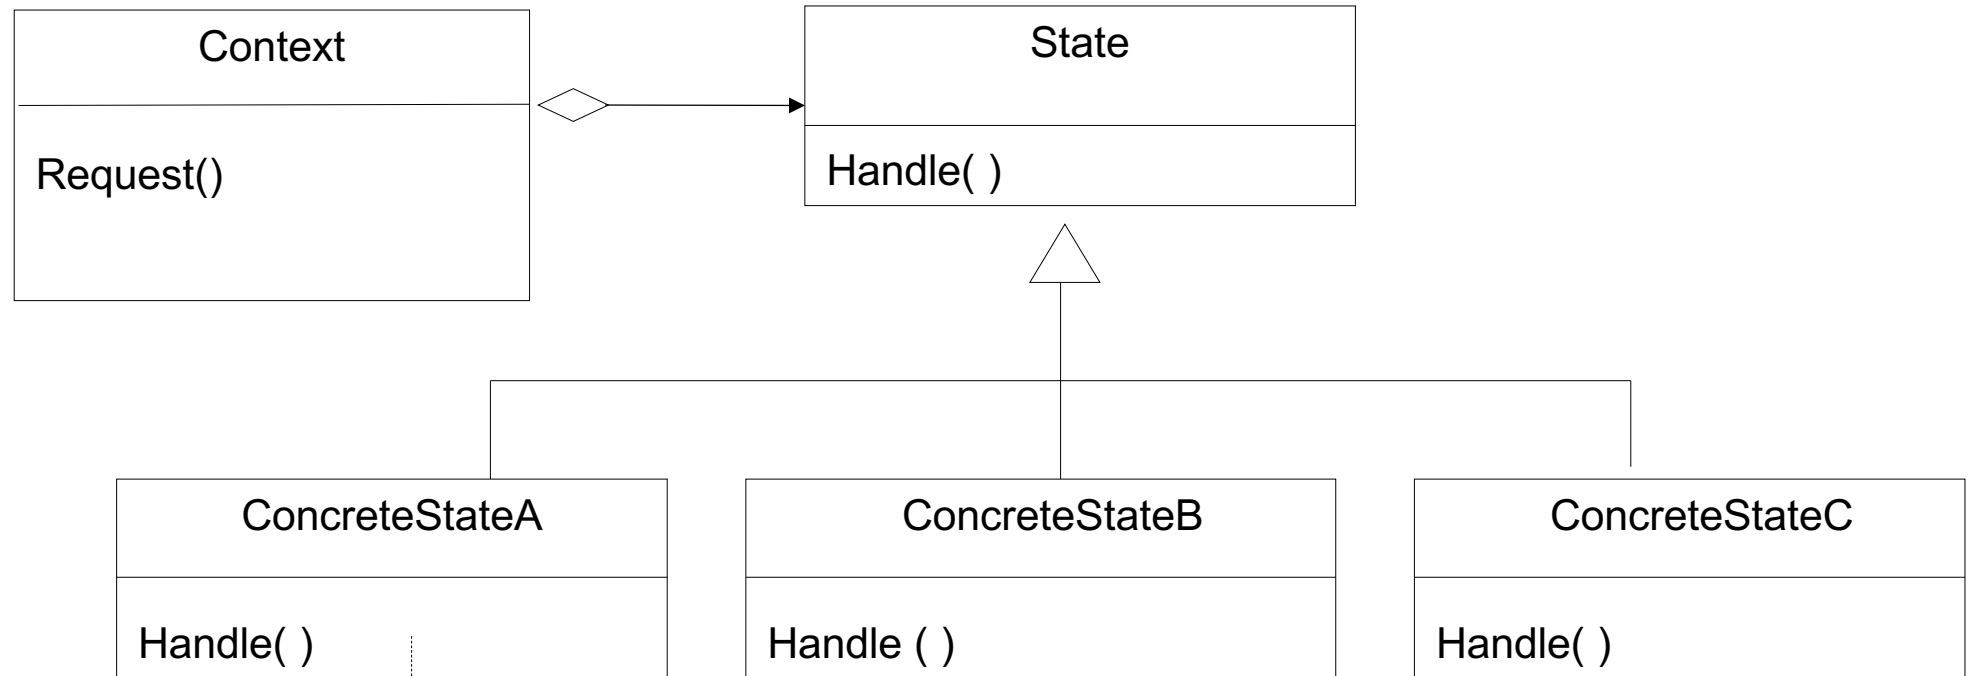 Context
State
Request()
Handle( )
ConcreteStateA
ConcreteStateB
ConcreteStateC
Handle( )
Handle ( )
Handle( )